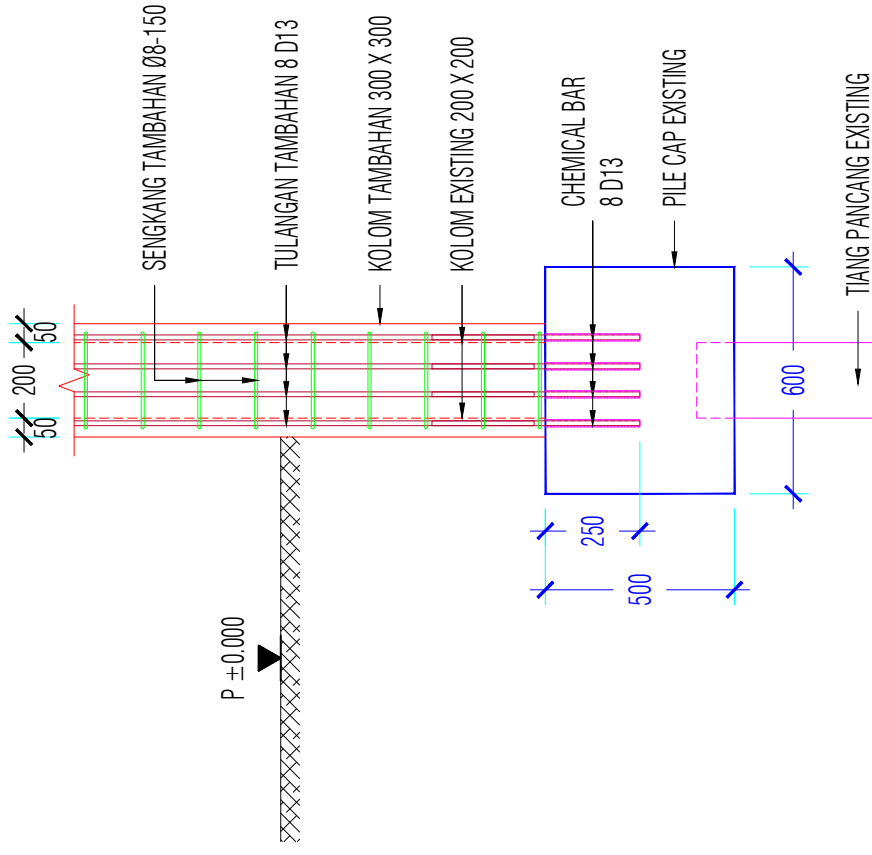 SENGKANG TAMBAHAN Ø8-150
TULANGAN TAMBAHAN 8 D13
KOLOM TAMBAHAN 300 X 300
KOLOM EXISTING 200 X 200
CHEMICAL BAR
8 D13
PILE CAP EXISTING
TIANG PANCANG EXISTING
50
200
50
P ±0.000
250
500
600